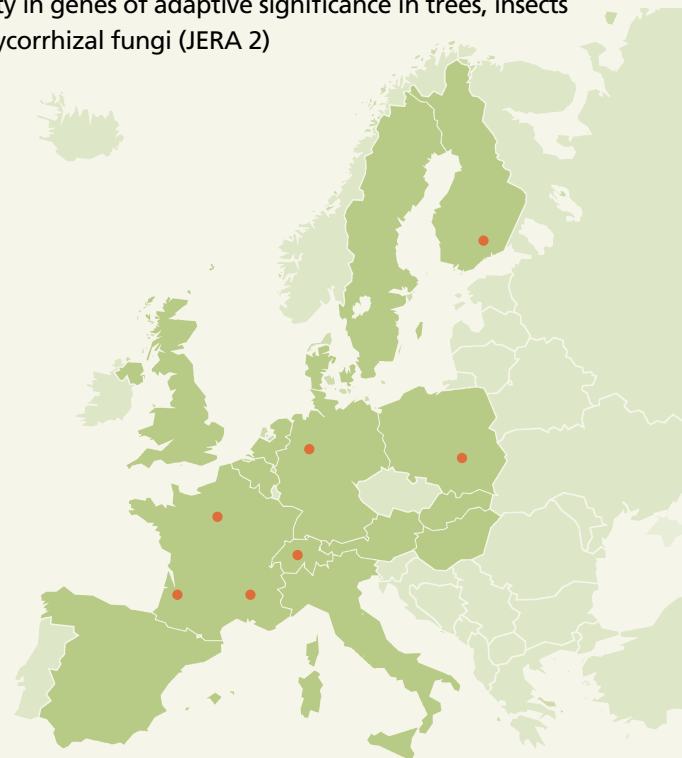 ty in genes of adaptive significance in trees, insects
ycorrhizal fungi (JERA 2)